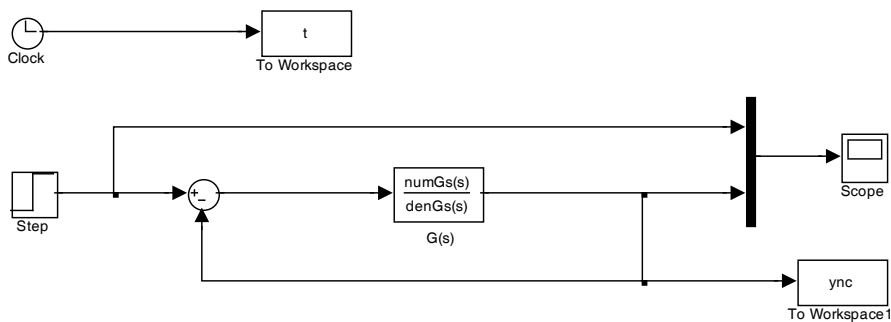 t
Clock
To Workspace
Step
+
−
numGs(s)
denGs(s)
G(s)
Scope
ync
To Workspace1